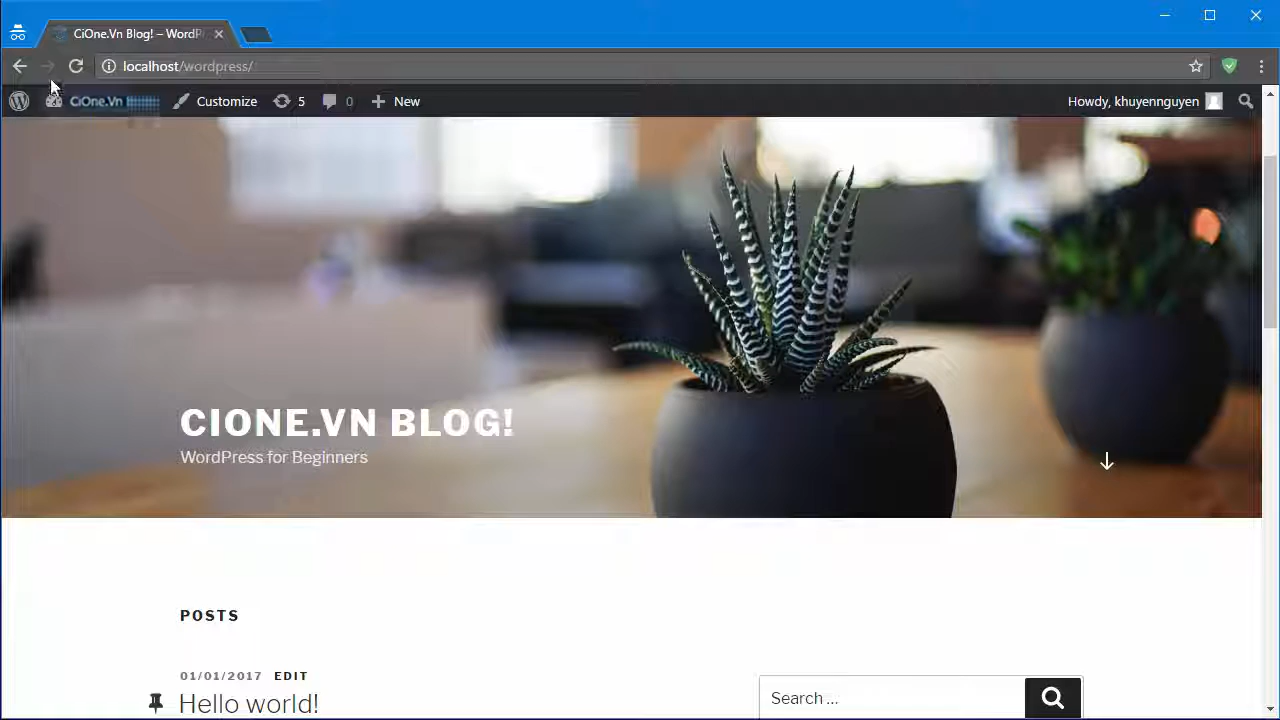 CiOne.Vn Blog! – WordP
localhost/wordpress/
CiOne.Vn
Customize
5
0
New
Howdy, khuyennguyen
CIONE.VN BLOG!
WordPress for Beginners
POSTS
01/01/2017 EDIT
Hello world!
Search ...